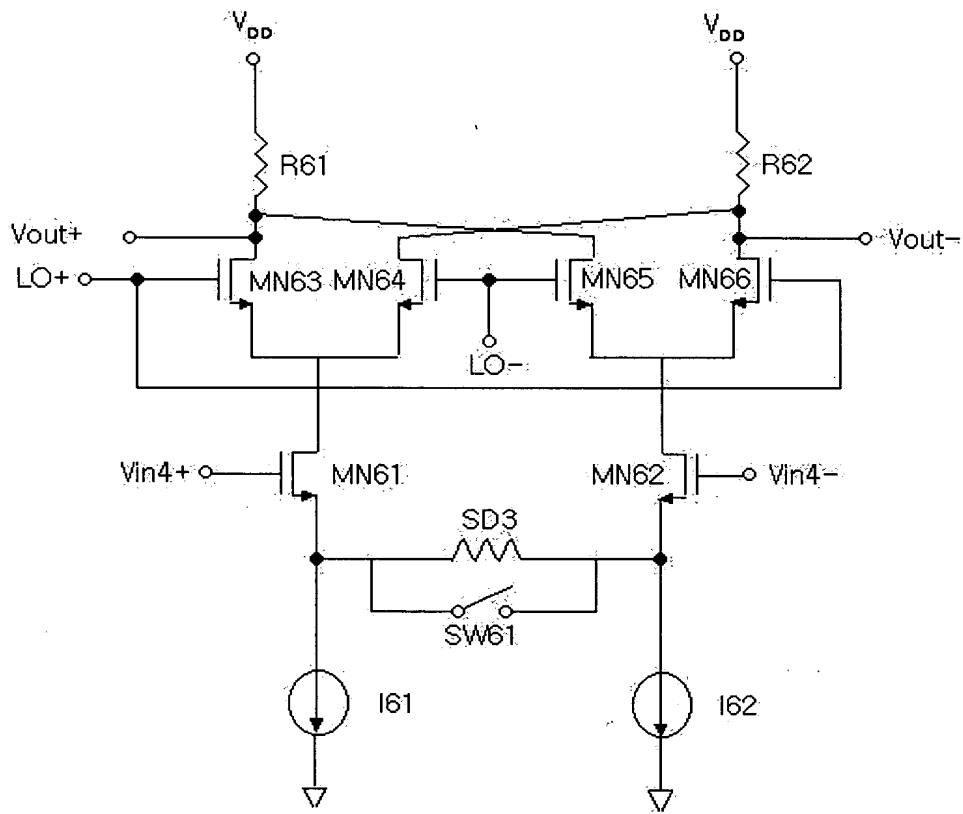 VDD
VDD
R61
R62
Vout+
Vout-
LO+
MN63
MN64
MN65
MN66
LO-
Vin4+
MN61
MN62
Vin4-
SD3
SW61
I61
I62